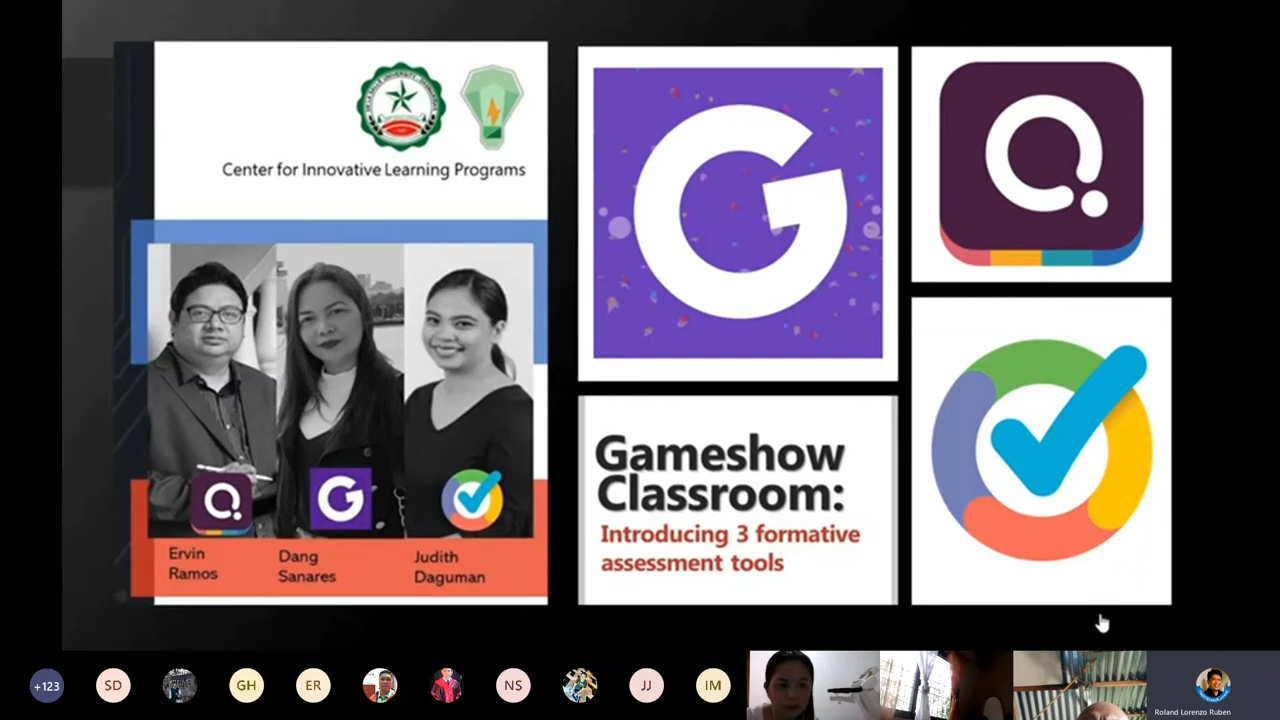 Center for Innovative Learning Programs
G
Gameshow
Classroom:
Introducing 3 formative
assessment tools
G
Ervin
Ramos
Dang
Sanares
Judith
Daguman
+123
SD
GH
ER
NS
JJ
IM
Roland Lorenzo Ruben